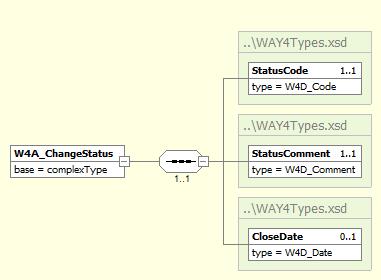 ..\WAY4Types.xsd
StatusCode 1..1
type = W4D_Code
..\WAY4Types.xsd
W4A_ChangeStatus
base = complexType
1..1
StatusComment 1..1
type = W4D_Comment
..\WAY4Types.xsd
CloseDate 0..1
type = W4D_Date